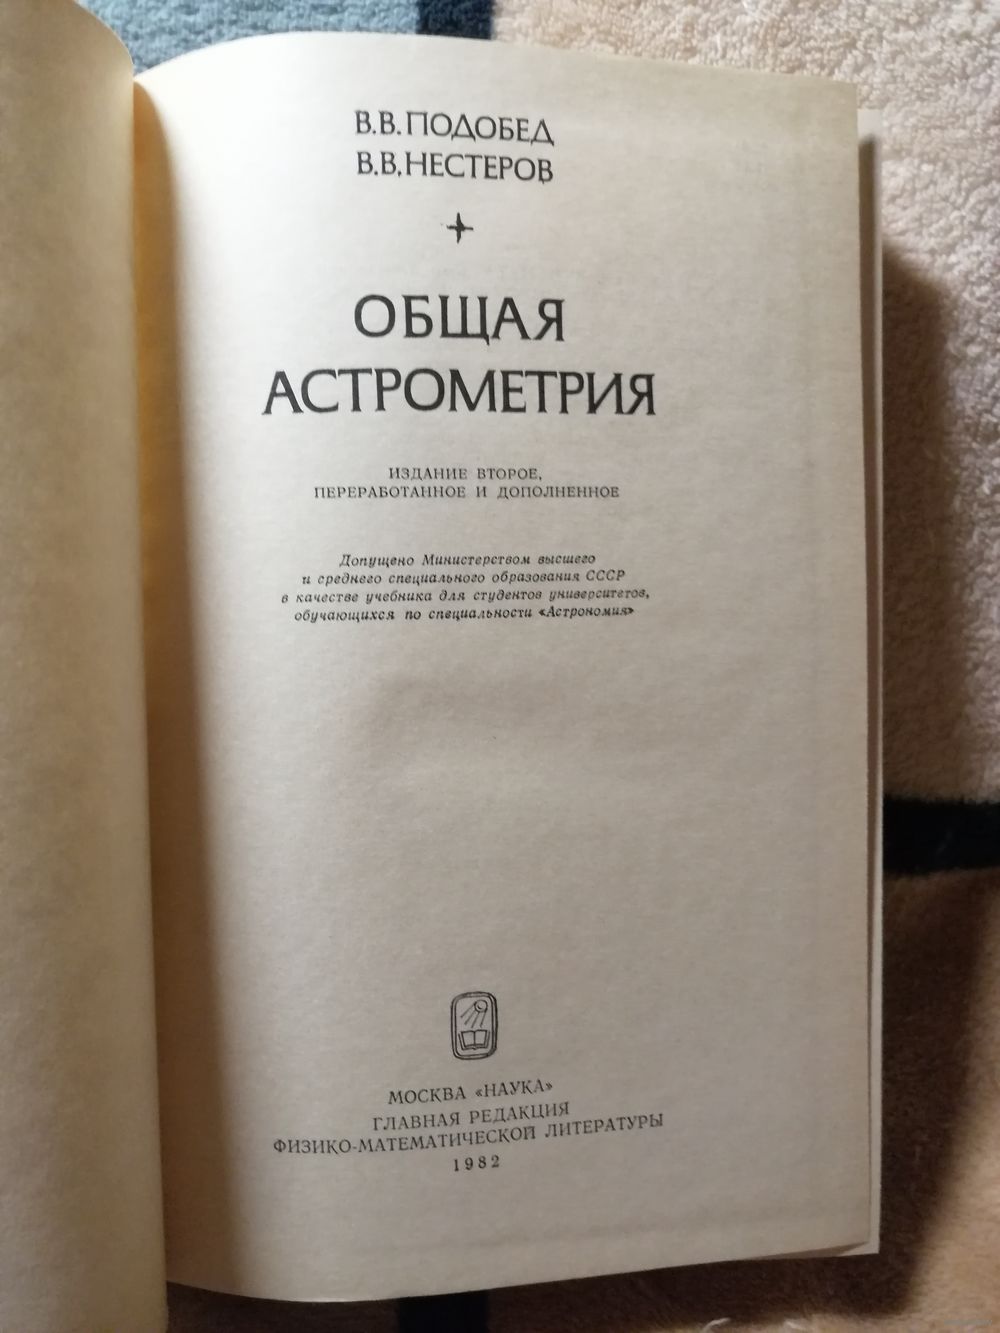 В.В.ПОДОБЕД
В.В.НЕСТЕРОВ
ОБЩАЯ
АСТРОМЕТРИЯ
ИЗДАНИЕ ВТОРОЕ,
ПЕРЕРАБОТАННОЕ И ДОПОЛНЕННОЕ
Допущено Министерством высшего
и среднего специального образования СССР
в качестве учебника для студентов университетов,
обучающихся по специальности «Астрономия»
МОСКВА «НАУКА»
ГЛАВНАЯ РЕДАКЦИЯ
ФИЗИКО-МАТЕМАТИЧЕСКОЙ ЛИТЕРАТУРЫ
1982